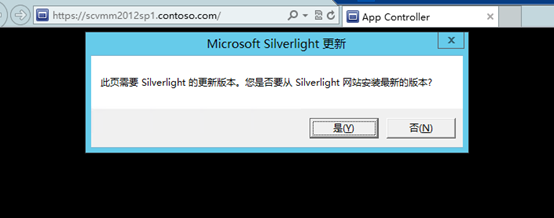 https://scvmm2012sp1.contoso.com/
App Controller
Microsoft Silverlight 更新
此页需要 Silverlight 的更新版本。您是否要从 Silverlight 网站安装最新的版本?
是(Y)
否(N)